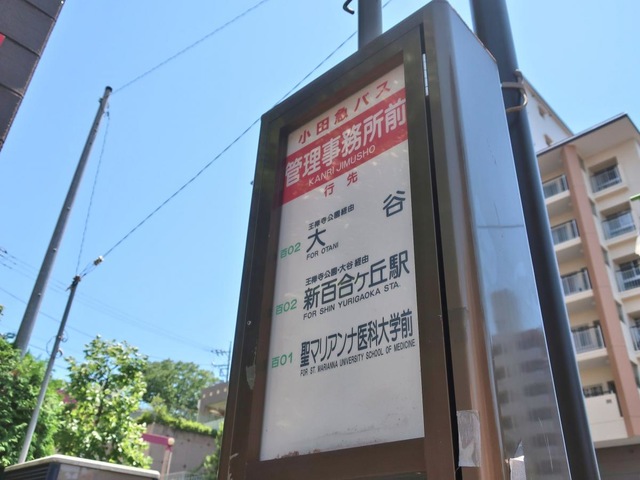 小田急バス
管理事務所前
KANRI JIMUSHO
行先
王禅寺公園経由
百02 大谷
FOR OTANI
王禅寺公園・大谷 経由
百02 新百合ヶ丘駅
FOR SHIN YURIGAOKA STA.
百01 聖マリアンナ医科大学前
FOR ST. MARIANNA UNIVERSITY SCHOOL OF MEDICINE